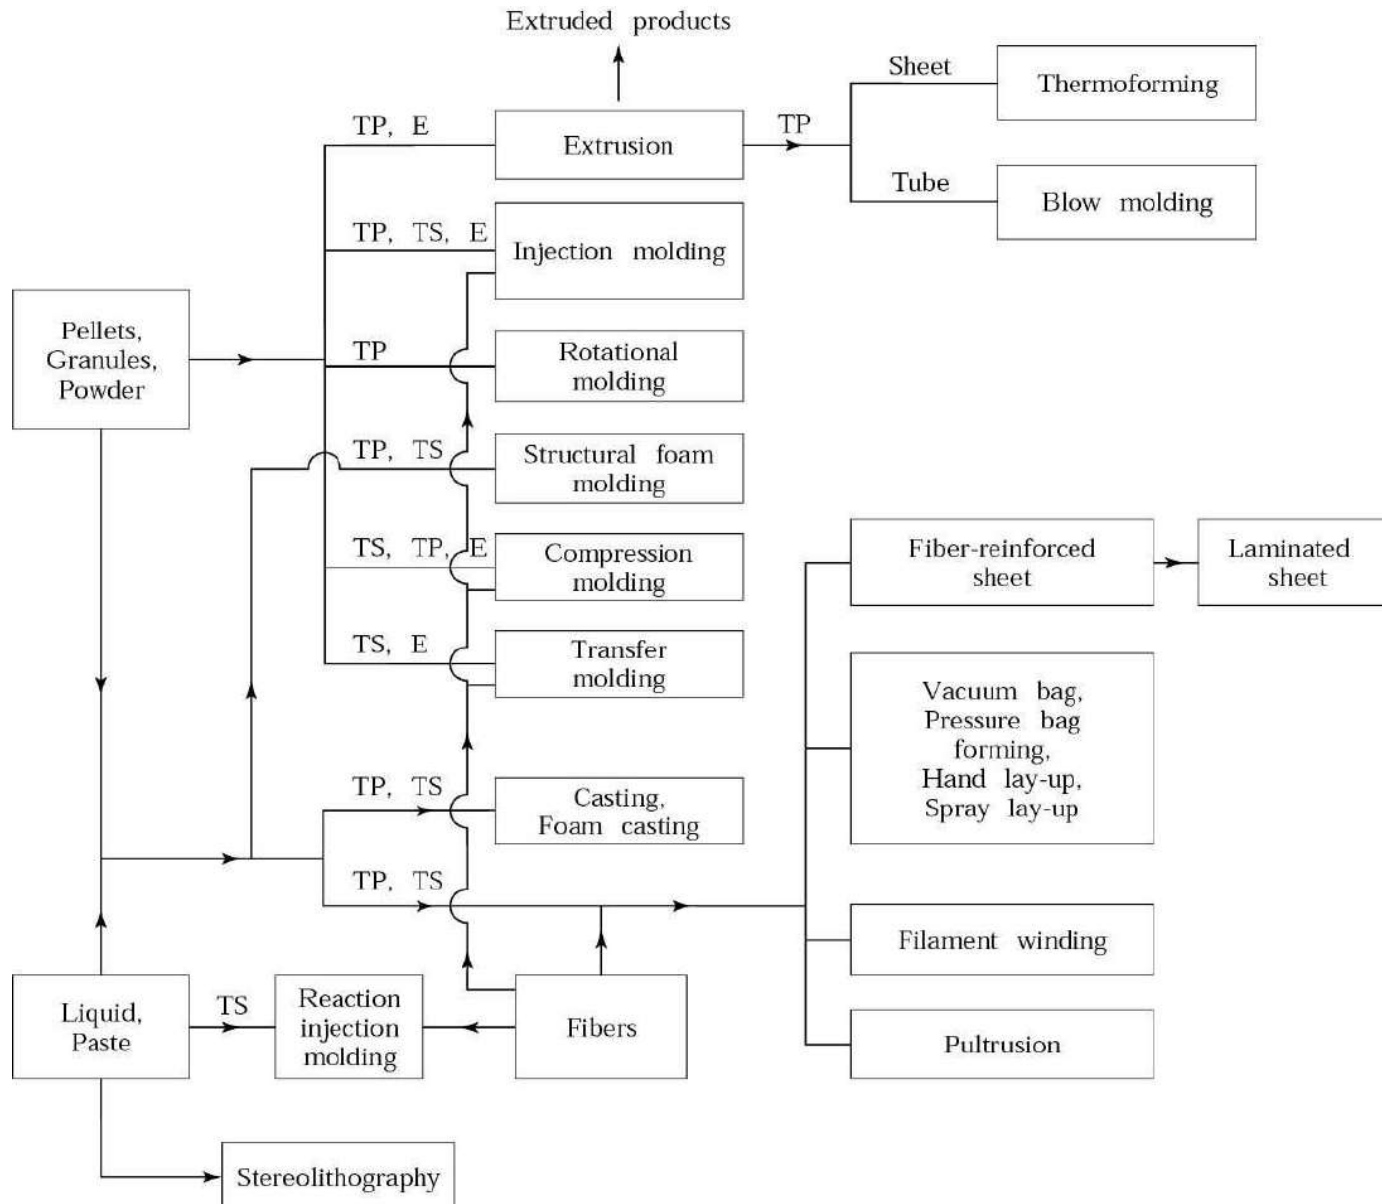 Extruded products
Sheet
Thermoforming
TP, E
Extrusion
TP
Tube
Blow molding
TP, TS, E
Injection molding
Pellets,
Granules,
Powder
TP
Rotational
molding
TP, TS
Structural foam
molding
TS, TP, E
Compression
molding
Fiber-reinforced
sheet
Laminated
sheet
TS, E
Transfer
molding
Vacuum bag,
Pressure bag
forming,
Hand lay-up,
Spray lay-up
TP, TS
Casting,
Foam casting
TP, TS
Filament winding
Liquid,
Paste
TS
Reaction
injection
molding
Fibers
Pultrusion
Stereolithography